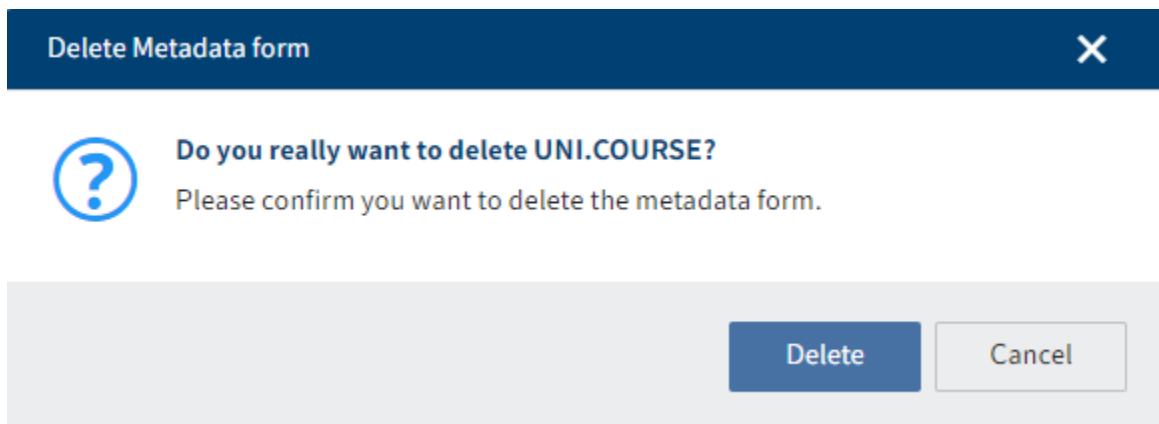 Delete Metadata form
Do you really want to delete UNI.COURSE?
Please confirm you want to delete the metadata form.
Delete
Cancel